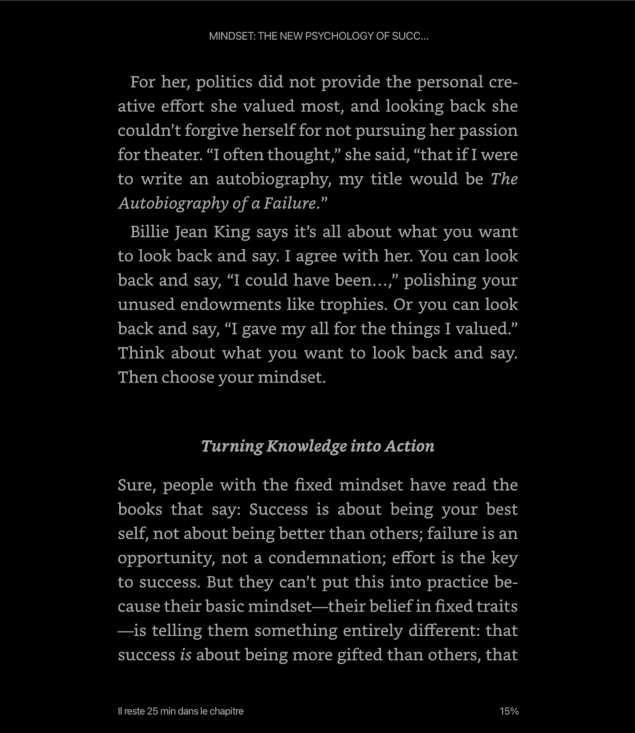 MINDSET: THE NEW PSYCHOLOGY OF SUCC...
For her, politics did not provide the personal cre-
ative effort she valued most, and looking back she
couldn’t forgive herself for not pursuing her passion
for theater. “I often thought,” she said, “that if I were
to write an autobiography, my title would be The
Autobiography of a Failure.”
Billie Jean King says it’s all about what you want
to look back and say. I agree with her. You can look
back and say, “I could have been…,” polishing your
unused endowments like trophies. Or you can look
back and say, “I gave my all for the things I valued.”
Think about what you want to look back and say.
Then choose your mindset.
Turning Knowledge into Action
Sure, people with the fixed mindset have read the
books that say: Success is about being your best
self, not about being better than others; failure is an
opportunity, not a condemnation; effort is the key
to success. But they can’t put this into practice be-
cause their basic mindset—their belief in fixed traits
—is telling them something entirely different: that
success is about being more gifted than others, that
Il reste 25 min dans le chapitre
15%